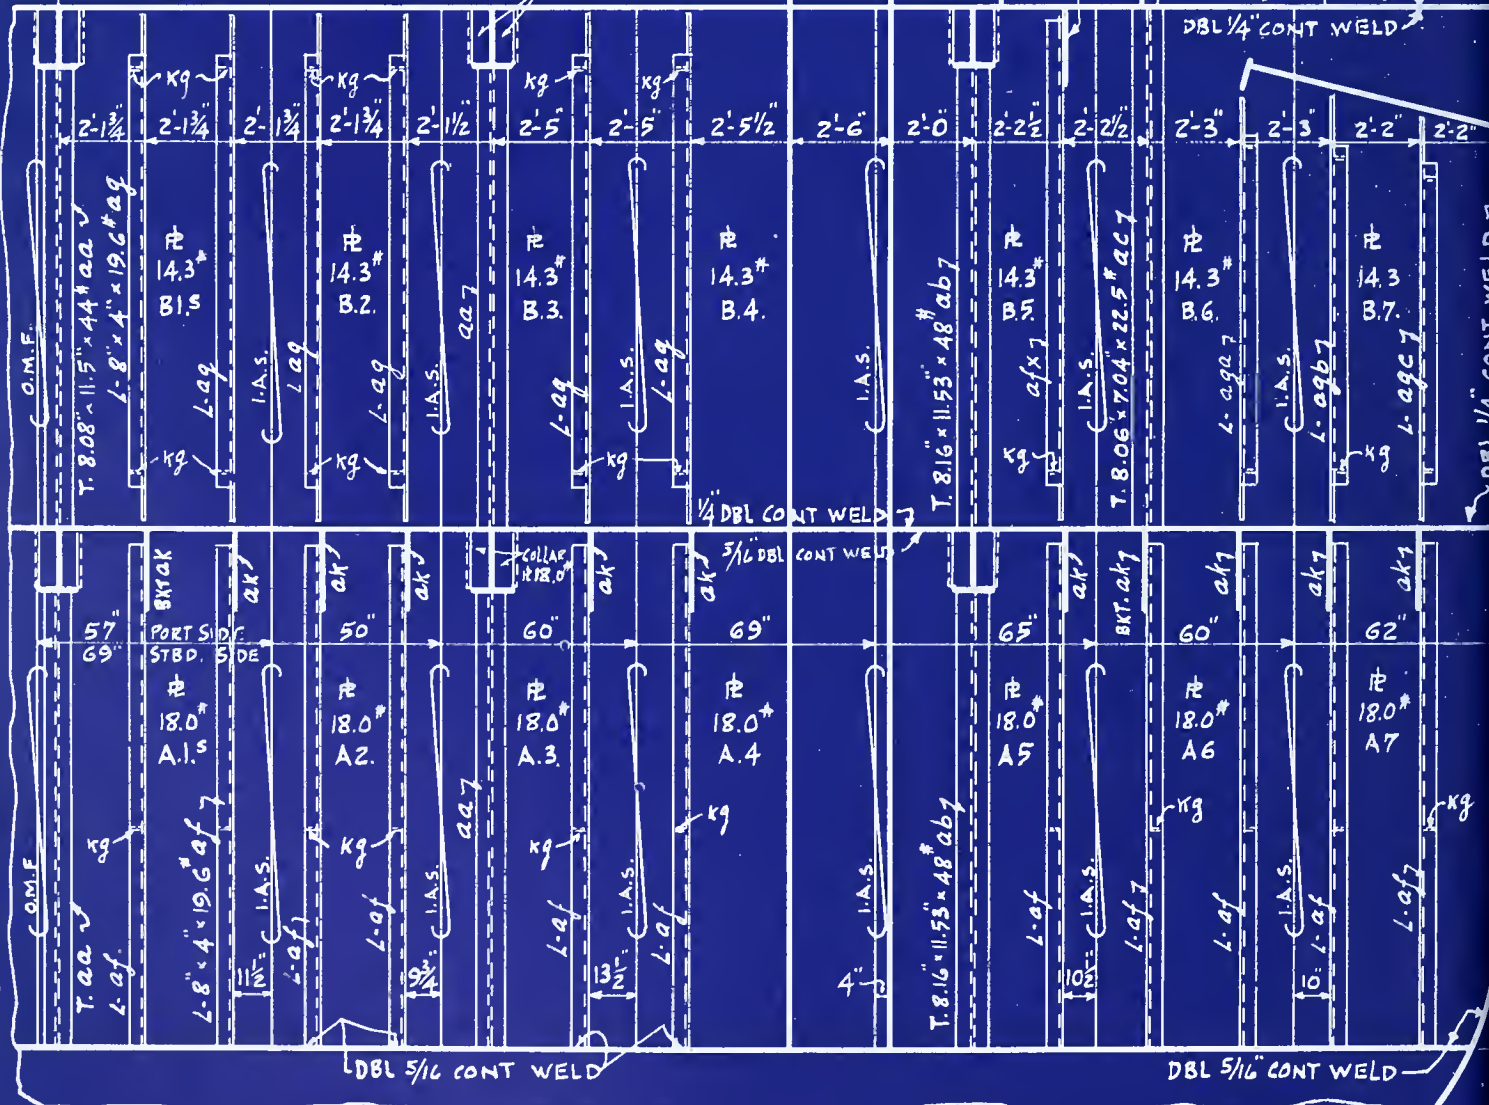 DBL 1/4" CONT WELD
kg kg kg kg
2'-1 3/4" 2'-1 3/4" 2'-1 3/4" 2'-1 3/4" 2'-1 1/2" 2'-5" 2'-5" 2'-5 1/2" 2'-6" 2'-0" 2'-2 1/2" 2'-2 1/2" 2'-3" 2'-3" 2'-2" 2'-2"
O.M.F.
T. 8.08" x 11.5" x 44# aa
L-8" x 4" x 19.6# ag
PL
14.3#
B1.S
L-ag
I.A.S.
L ag
PL
14.3#
B.2.
L-ag
I.A.S.
aa
PL
14.3#
B.3.
L-ag
I.A.S.
L-ag
PL
14.3#
B.4.
I.A.S.
T. 8.16" x 11.53" x 48# ab
PL
14.3#
B.5.
afx
I.A.S.
T. 8.06" x 7.04" x 22.5# ac
PL
14.3#
B.6.
L-aga
I.A.S.
L-agb
PL
14.3
B.7.
L-agc
DBL 1/4" CONT WELD
kg kg kg kg kg
1/4" DBL CONT WELD
5/16" DBL CONT WELD
BKT ak
ak ak ak
COLLAR
PL 18.0#
ak ak ak
BKT. ak
ak ak ak
57" PORT SIDE 50" 60" 69" 65" 60" 62"
69" STBD. SIDE
O.M.F
T. aa
L-af.
kg
PL
18.0#
A.1.S
L-8" x 4" x 19.6# af
I.A.S.
L-af
PL
18.0#
A2.
kg
L-af
I.A.S.
aa
PL
18.0#
A.3.
kg
L-af
I.A.S.
L-af
kg
PL
18.0#
A.4
I.A.S.
T. 8.16" x 11.53" x 48# ab
PL
18.0#
A5
L-af
I.A.S.
L-af
kg
PL
18.0#
A6
L-af
I.A.S.
L-af
PL
18.0#
A7
L-af
kg
11 1/2" 9 3/4" 13 1/2" 4" 10 1/2" 10"
DBL 5/16 CONT WELD
DBL 5/16" CONT WELD